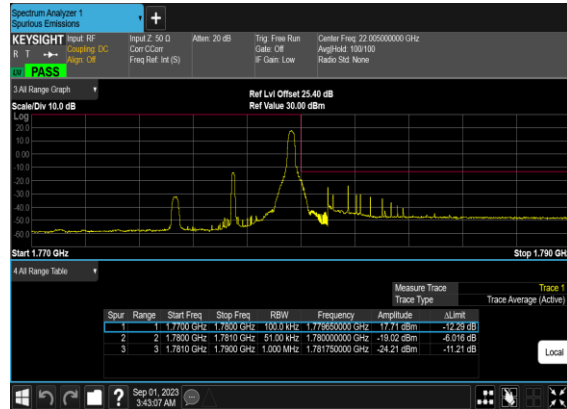 Spectrum Analyzer 1
Spurious Emissions
KEYSIGHT
R T
Input: RF
Coupling: DC
Align: Off
Input Z: 50 Ω
Corr CCorr
Freq Ref: Int (S)
Atten: 20 dB
Trig: Free Run
Gate: Off
IF Gain: Low
Center Freq: 22.005000000 GHz
Avg|Hold: 100/100
Radio Std: None
PASS
3 All Range Graph
Ref Lvl Offset 25.40 dB
Scale/Div 10.0 dB
Ref Value 30.00 dBm
Log
20.0
10.0
0.00
-10.0
-20.0
-30.0
-40.0
-50.0
-60.0
Start 1.770 GHz
Stop 1.790 GHz
4 All Range Table
Measure Trace Trace 1
Trace Type Trace Average (Active)
Spur Range Start Freq Stop Freq RBW Frequency Amplitude ΔLimit
1 1 1.7700 GHz 1.7800 GHz 100.0 kHz 1.779650000 GHz 17.71 dBm -12.29 dB
2 2 1.7800 GHz 1.7810 GHz 51.00 kHz 1.780000000 GHz -19.02 dBm -6.016 dB
3 3 1.7810 GHz 1.7900 GHz 1.000 MHz 1.781750000 GHz -24.21 dBm -11.21 dB
Local
?
Sep 01, 2023
3:43:07 AM